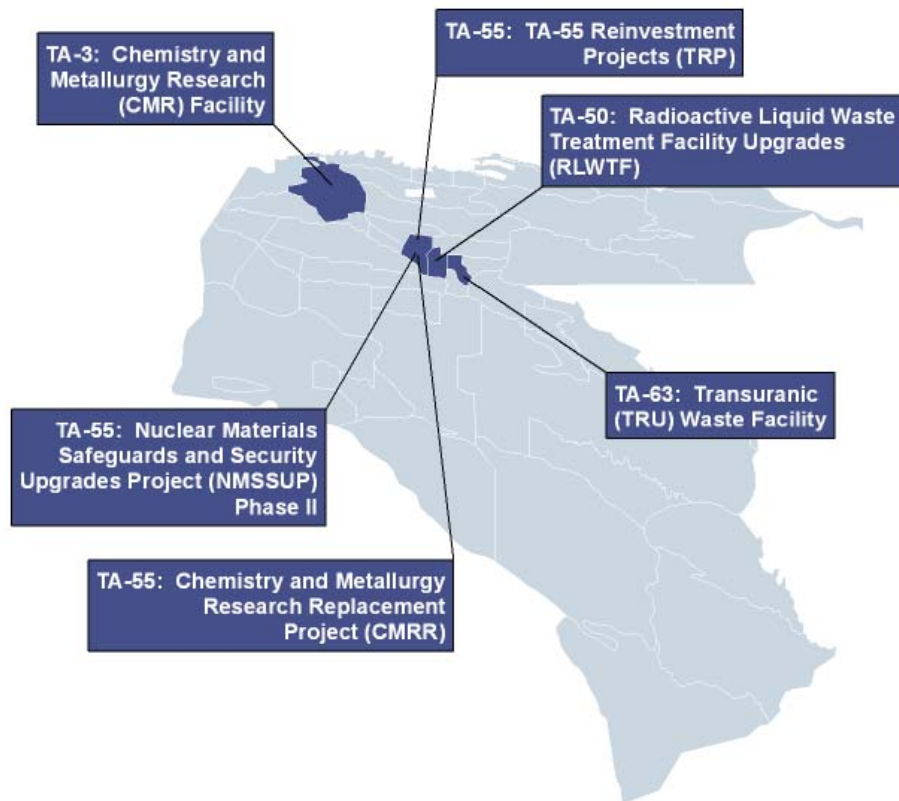 TA-3: Chemistry and
Metallurgy Research
(CMR) Facility
TA-55: TA-55 Reinvestment
Projects (TRP)
TA-50: Radioactive Liquid Waste
Treatment Facility Upgrades
(RLWTF)
TA-63: Transuranic
(TRU) Waste Facility
TA-55: Nuclear Materials
Safeguards and Security
Upgrades Project (NMSSUP)
Phase II
TA-55: Chemistry and Metallurgy
Research Replacement
Project (CMRR)